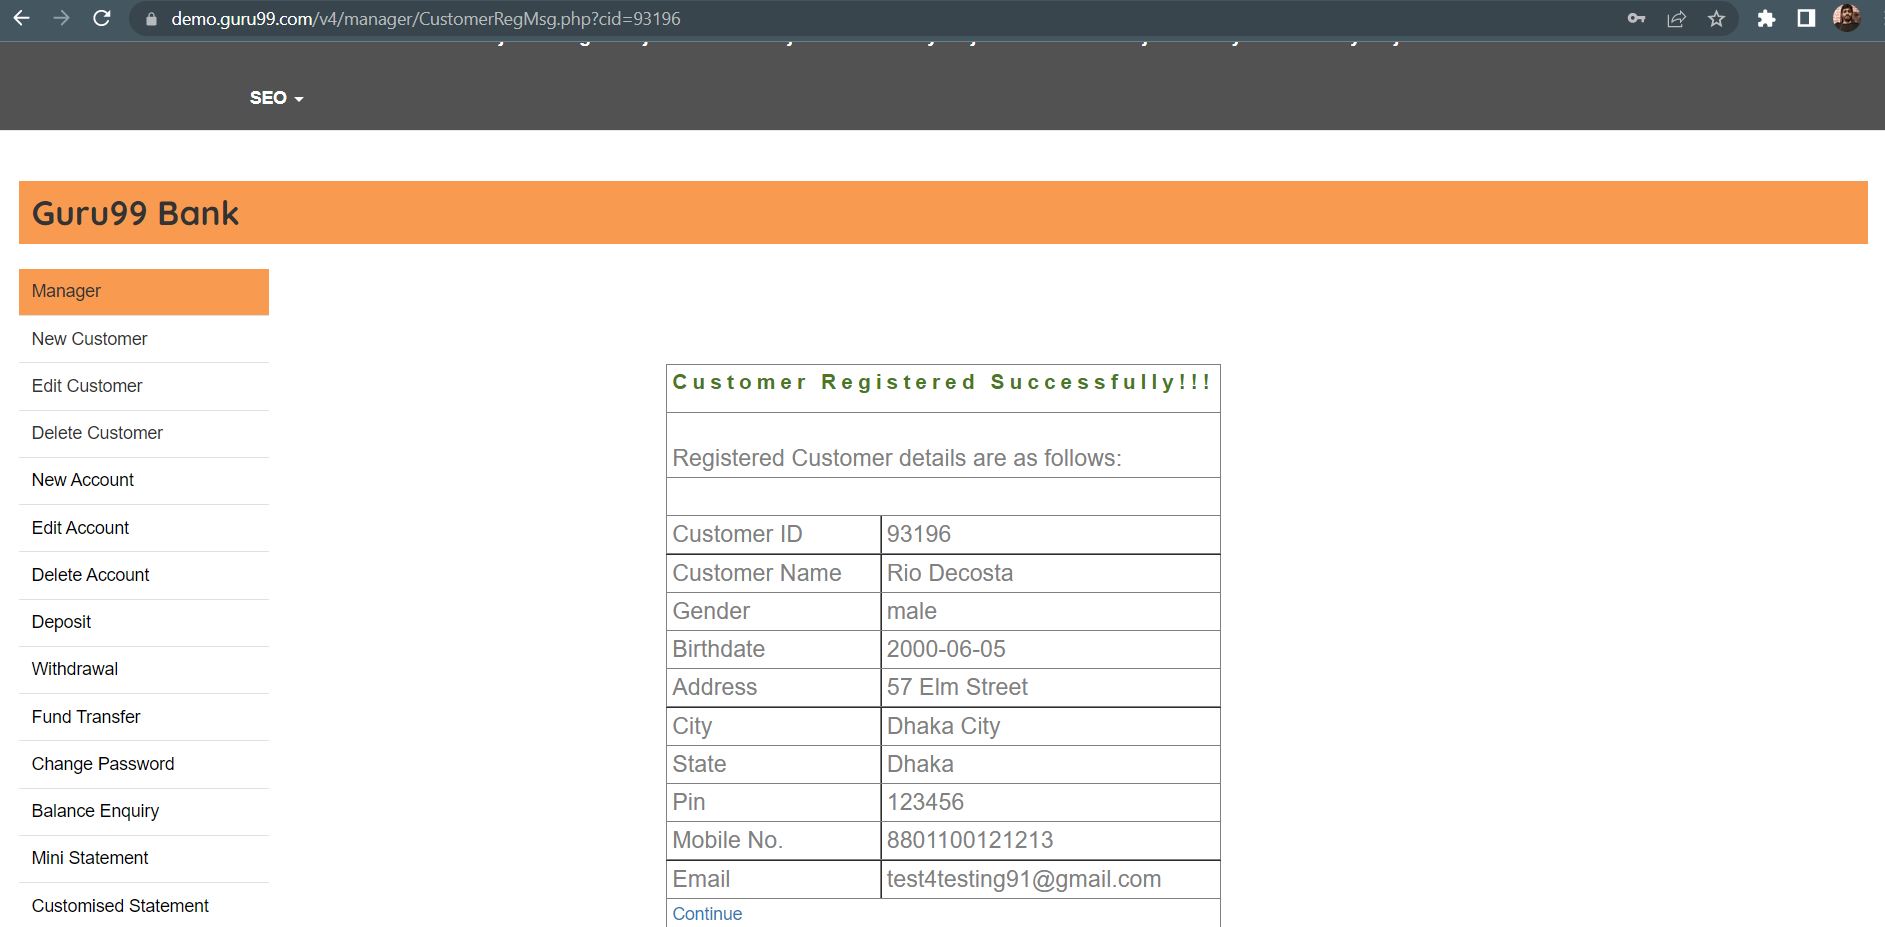 demo.guru99.com/v4/manager/CustomerRegMsg.php?cid=93196
SEO
Guru99 Bank
Manager
New Customer
Edit Customer
Delete Customer
New Account
Edit Account
Delete Account
Deposit
Withdrawal
Fund Transfer
Change Password
Balance Enquiry
Mini Statement
Customised Statement
Customer Registered Successfully!!!
Registered Customer details are as follows:
Customer ID 93196
Customer Name Rio Decosta
Gender male
Birthdate 2000-06-05
Address 57 Elm Street
City Dhaka City
State Dhaka
Pin 123456
Mobile No. 8801100121213
Email test4testing91@gmail.com
Continue